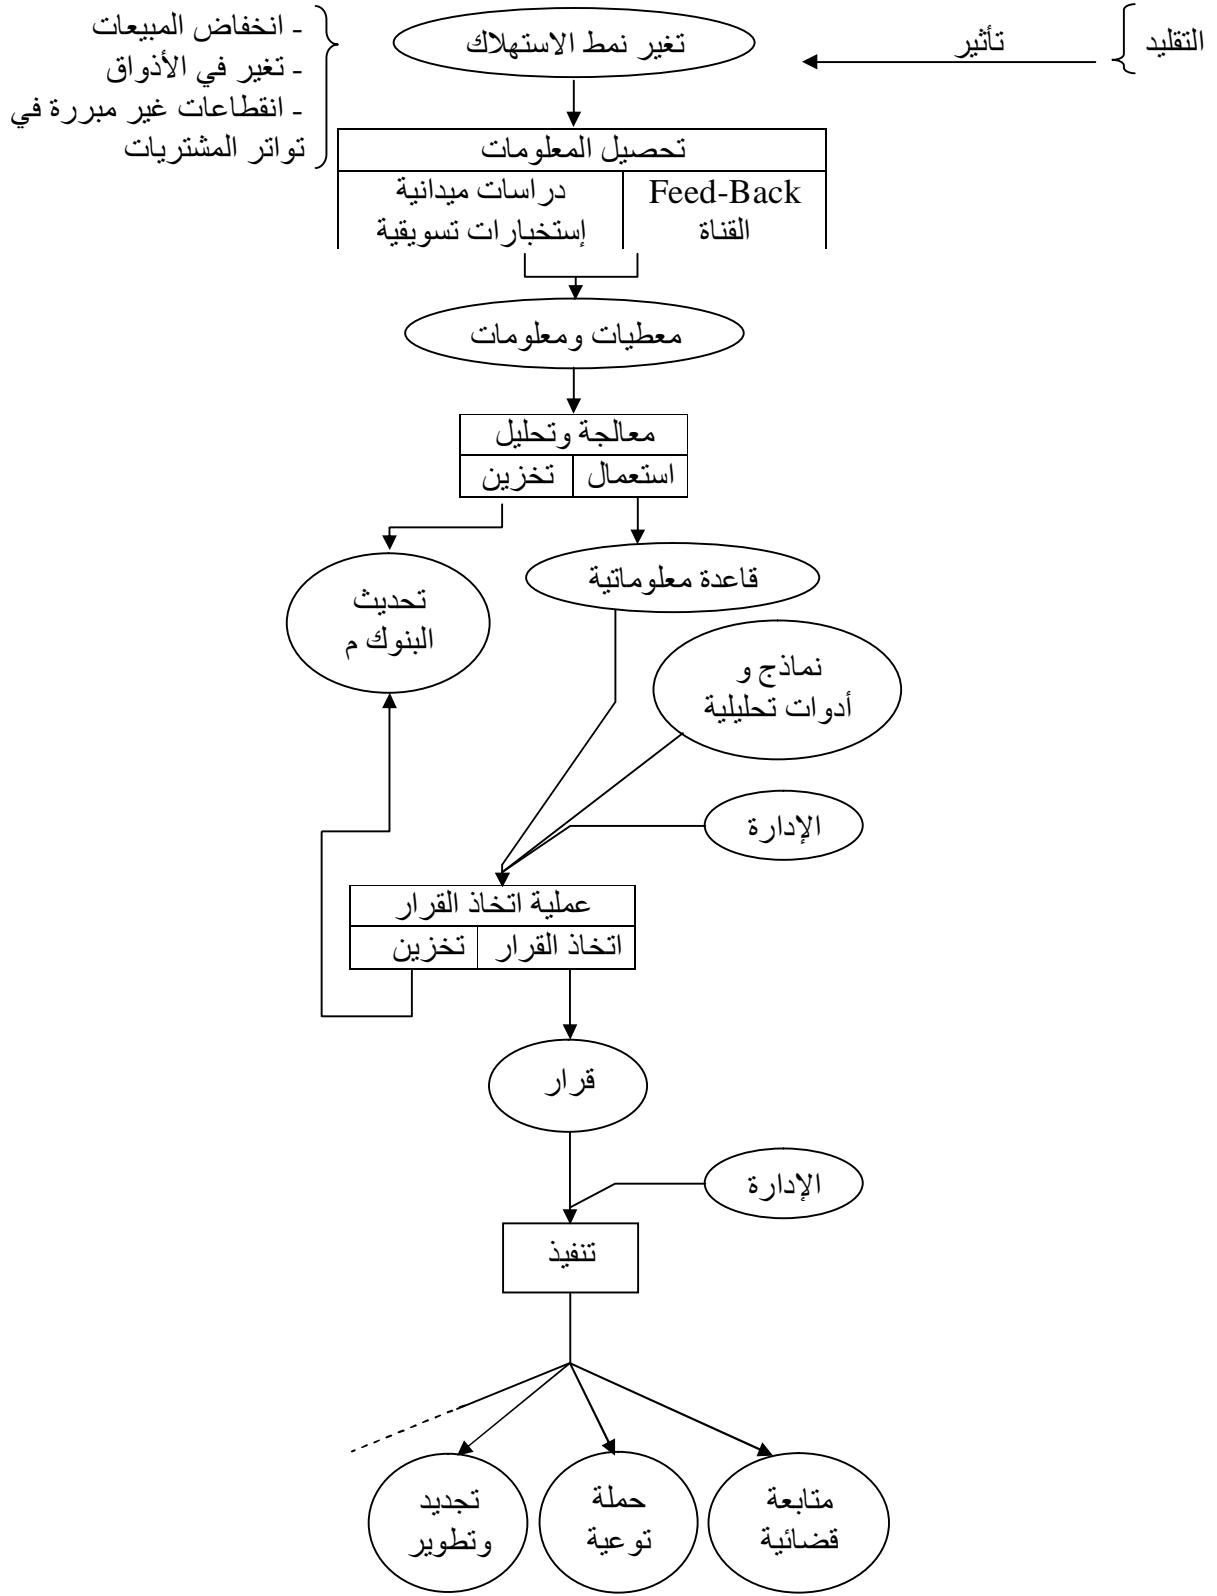 التقليد
تأثير
تغير نمط الاستهلاك
- انخفاض المبيعات
- تغير في الأذواق
- انقطاعات غير مبررة في
تواتر المشتريات
تحصيل المعلومات
Feed-Back
القناة
دراسات ميدانية
إستخبارات تسويقية
معطيات ومعلومات
معالجة وتحليل
استعمال
تخزين
قاعدة معلوماتية
تحديث
البنوك م
نماذج و
أدوات تحليلية
الإدارة
عملية اتخاذ القرار
اتخاذ القرار
تخزين
قرار
الإدارة
تنفيذ
متابعة
قضائية
حملة
توعية
تجديد
وتطوير